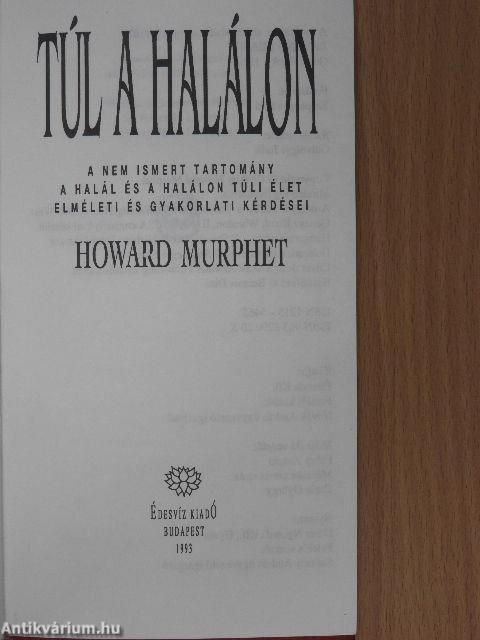 TÚL A HALÁLON
A NEM ISMERT TARTOMÁNY
A HALÁL ÉS A HALÁLON TÚLI ÉLET
ELMÉLETI ÉS GYAKORLATI KÉRDÉSEI
HOWARD MURPHET
ÉDESVÍZ KIADÓ
BUDAPEST
1993
Antikvárium.hu